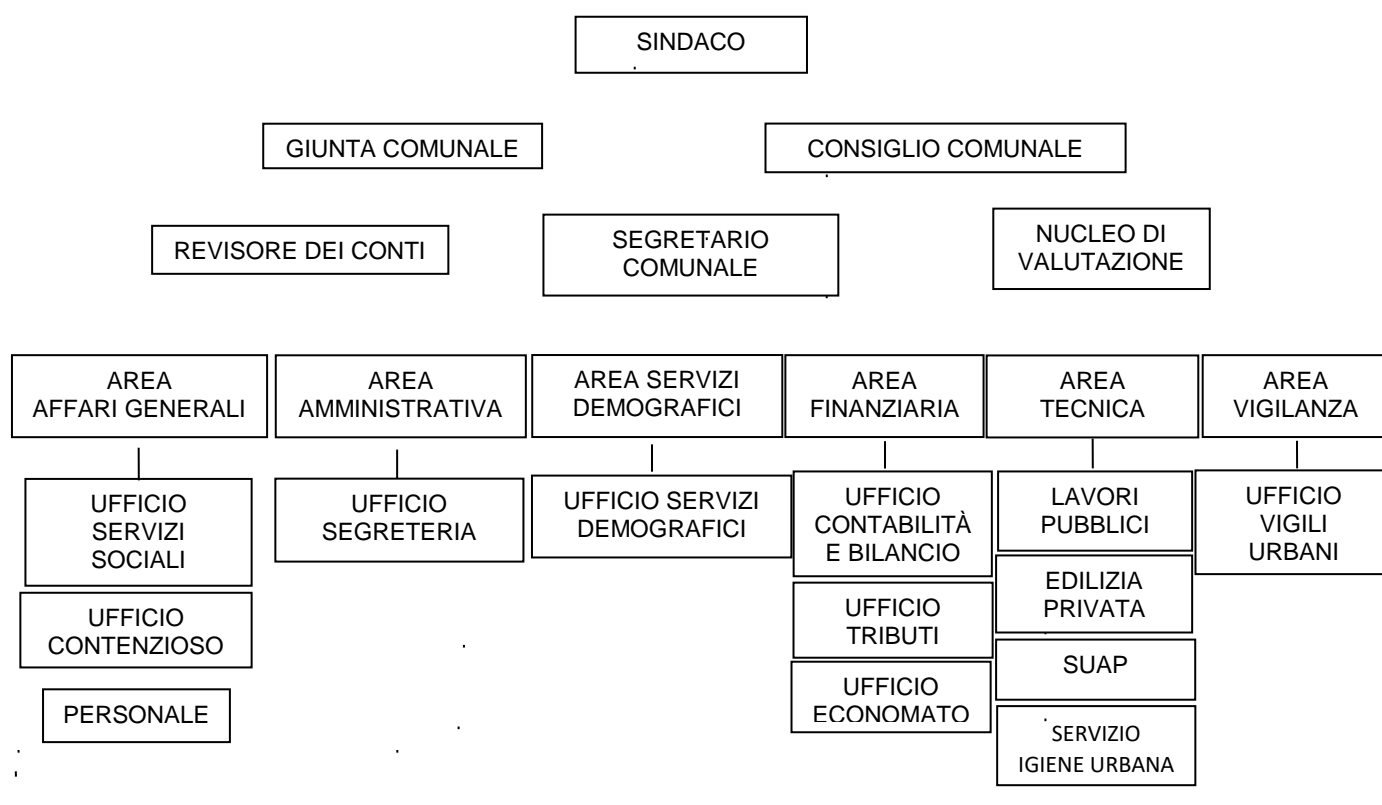 SINDACO
GIUNTA COMUNALE
CONSIGLIO COMUNALE
REVISORE DEI CONTI
SEGRETARIO
COMUNALE
NUCLEO DI
VALUTAZIONE
AREA
AFFARI GENERALI
AREA
AMMINISTRATIVA
AREA SERVIZI
DEMOGRAFICI
AREA
FINANZIARIA
AREA
TECNICA
AREA
VIGILANZA
UFFICIO
SERVIZI
SOCIALI
UFFICIO
CONTENZIOSO
PERSONALE
UFFICIO
SEGRETERIA
UFFICIO SERVIZI
DEMOGRAFICI
UFFICIO
CONTABILITÀ
E BILANCIO
UFFICIO
TRIBUTI
UFFICIO
ECONOMATO
LAVORI
PUBBLICI
EDILIZIA
PRIVATA
SUAP
SERVIZIO
IGIENE URBANA
UFFICIO
VIGILI
URBANI